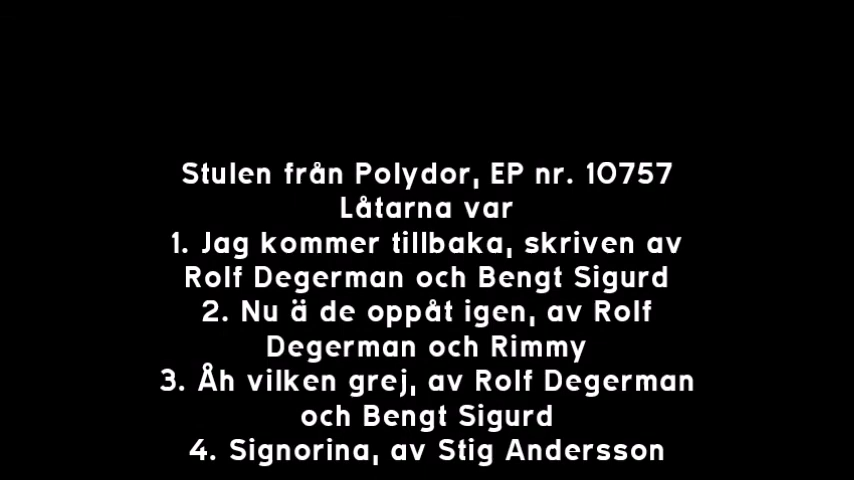 Stulen från Polydor, EP nr. 10757
Låtarna var
1. Jag kommer tillbaka, skriven av
Rolf Degerman och Bengt Sigurd
2. Nu ä de oppåt igen, av Rolf
Degerman och Rimmy
3. Åh vilken grej, av Rolf Degerman
och Bengt Sigurd
4. Signorina, av Stig Andersson